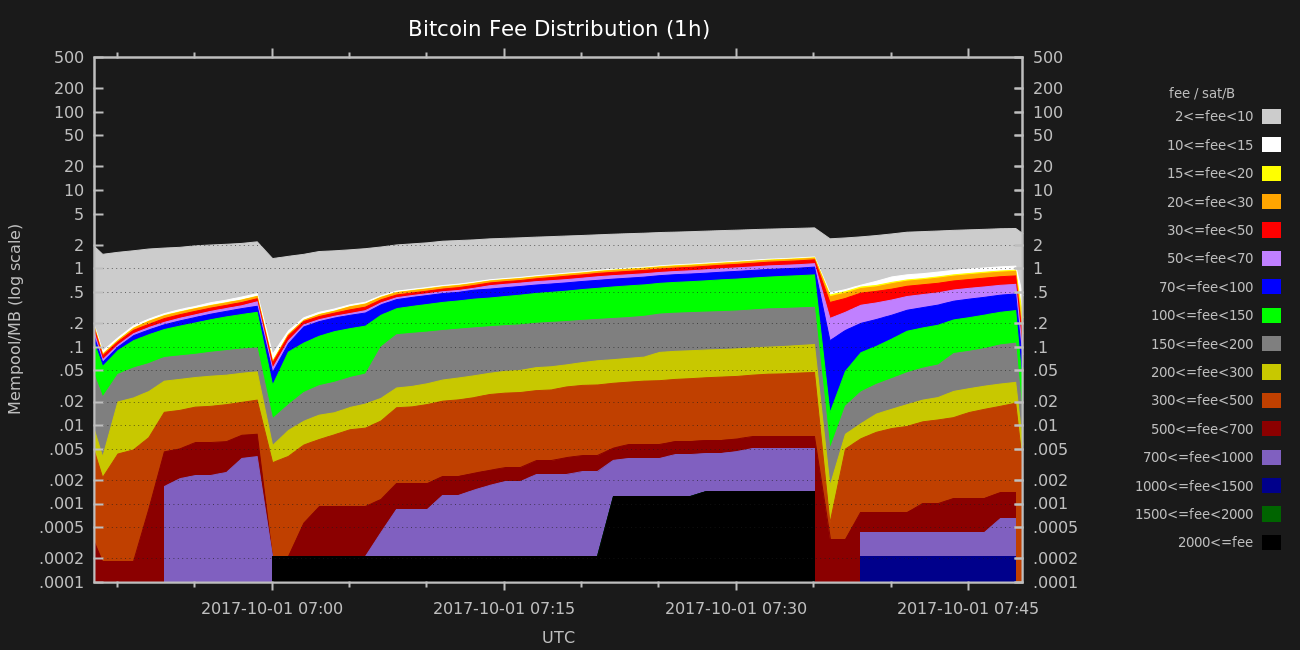 Bitcoin Fee Distribution (1h)
Mempool/MB (log scale)
500
200
100
50
20
10
5
2
1
.5
.2
.1
.05
.02
.01
.005
.002
.001
.0005
.0002
.0001
500
200
100
50
20
10
5
2
1
.5
.2
.1
.05
.02
.01
.005
.002
.001
.0005
.0002
.0001
2017-10-01 07:00
2017-10-01 07:15
2017-10-01 07:30
2017-10-01 07:45
UTC
fee / sat/B
2<=fee<10
10<=fee<15
15<=fee<20
20<=fee<30
30<=fee<50
50<=fee<70
70<=fee<100
100<=fee<150
150<=fee<200
200<=fee<300
300<=fee<500
500<=fee<700
700<=fee<1000
1000<=fee<1500
1500<=fee<2000
2000<=fee